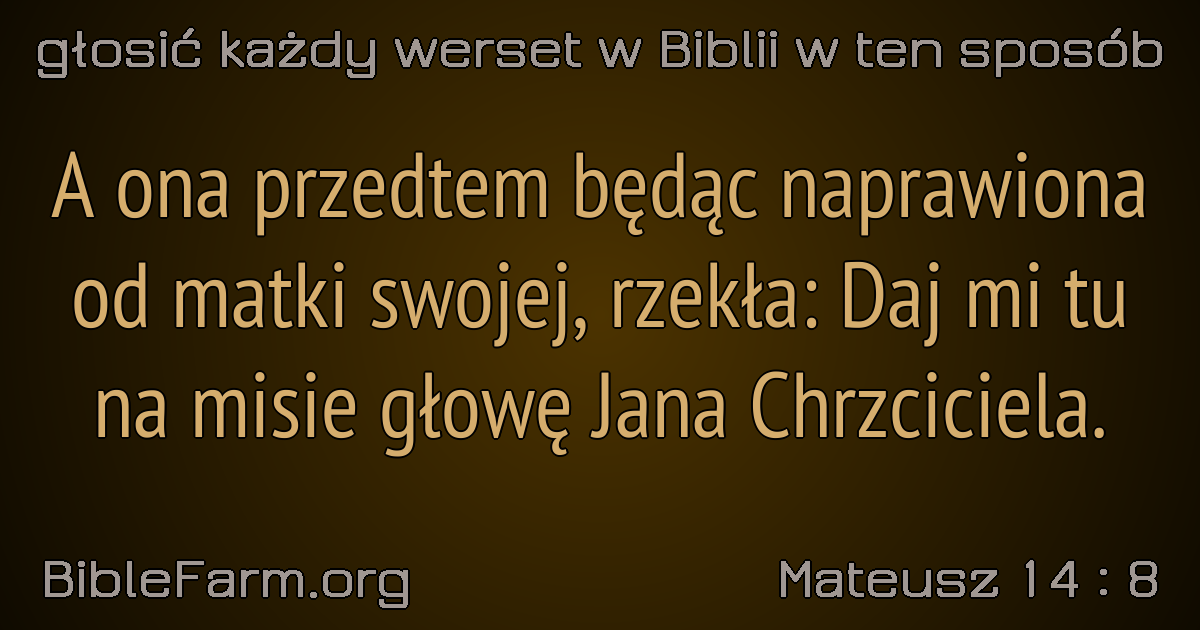 głosić każdy werset w Biblii w ten sposób
A ona przedtem będąc naprawiona
od matki swojej, rzekła: Daj mi tu
na misie głowę Jana Chrzciciela.
BibleFarm.org
Mateusz 14 : 8